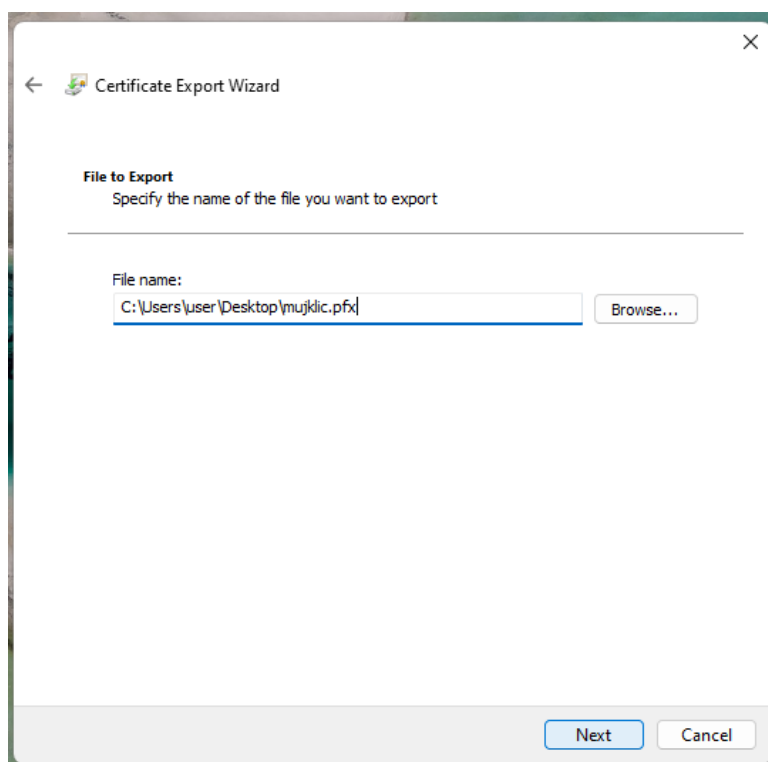 Certificate Export Wizard
File to Export
Specify the name of the file you want to export
File name:
C:\Users\user\Desktop\mujklic.pfx
Browse...
Next
Cancel